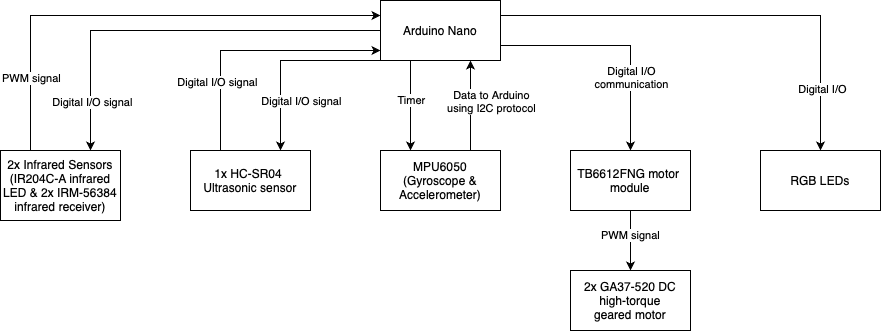 Arduino Nano
PWM signal
Digital I/O signal
Digital I/O signal
Digital I/O signal
Timer
Data to Arduino
using I2C protocol
Digital I/O
communication
Digital I/O
2x Infrared Sensors
(IR204C-A infrared
LED & 2x IRM-56384
infrared receiver)
1x HC-SR04
Ultrasonic sensor
MPU6050
(Gyroscope &
Accelerometer)
TB6612FNG motor
module
RGB LEDs
PWM signal
2x GA37-520 DC
high-torque
geared motor